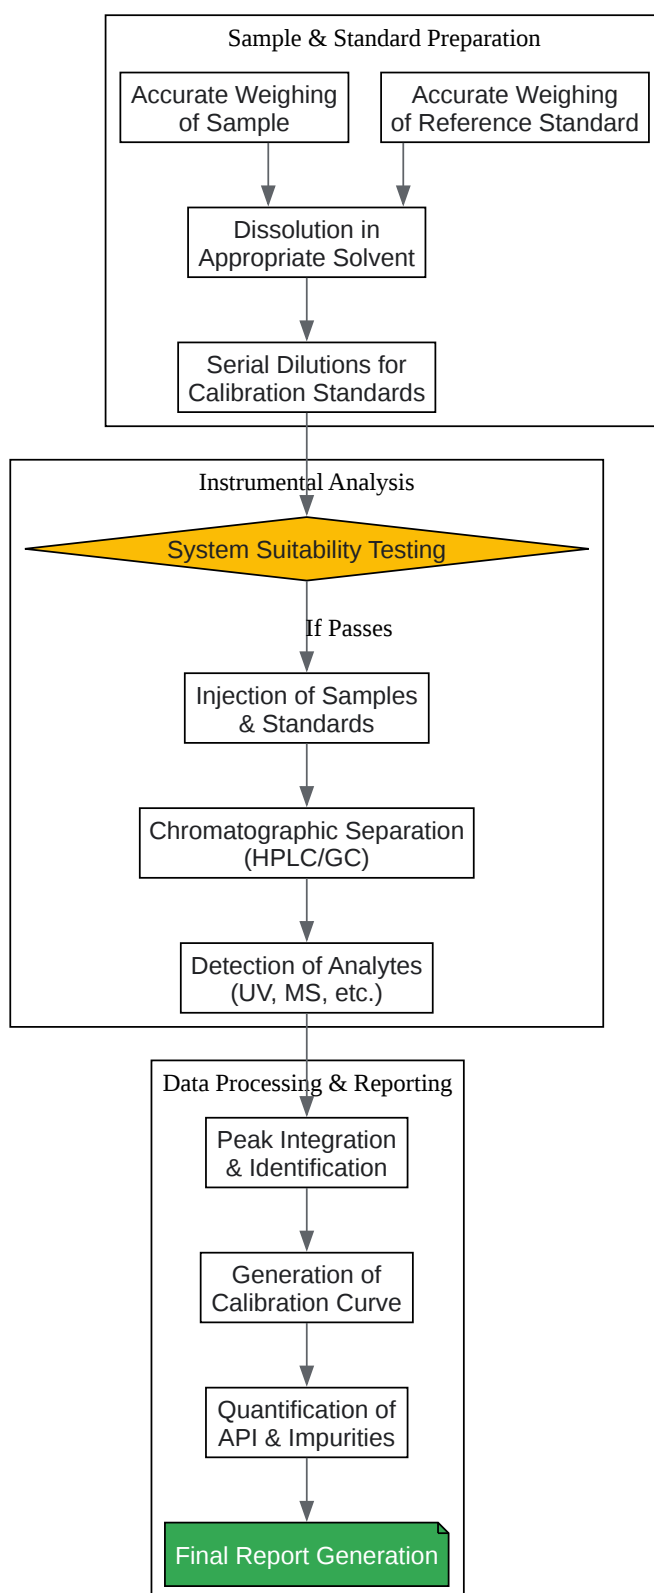 Sample & Standard Preparation
Accurate Weighing
of Sample
Accurate Weighing
of Reference Standard
Dissolution in
Appropriate Solvent
Serial Dilutions for
Calibration Standards
Instrumental Analysis
System Suitability Testing
If Passes
Injection of Samples
& Standards
Chromatographic Separation
(HPLC/GC)
Detection of Analytes
(UV, MS, etc.)
Data Processing & Reporting
Peak Integration
& Identification
Generation of
Calibration Curve
Quantification of
API & Impurities
Final Report Generation